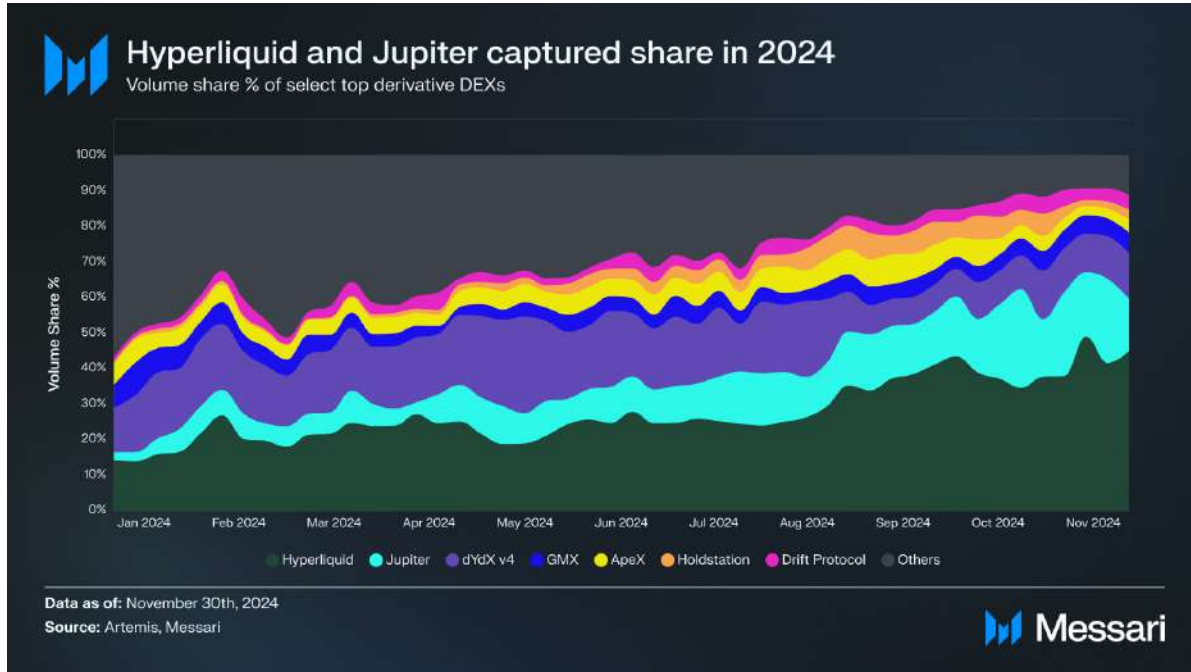 Hyperliquid and Jupiter captured share in 2024
Volume share % of select top derivative DEXs
100%
90%
80%
70%
60%
50%
40%
30%
20%
10%
0%
Volume Share %
Jan 2024 Feb 2024 Mar 2024 Apr 2024 May 2024 Jun 2024 Jul 2024 Aug 2024 Sep 2024 Oct 2024 Nov 2024
Hyperliquid Jupiter dYdX v4 GMX ApeX Holdstation Drift Protocol Others
Data as of: November 30th, 2024
Source: Artemis, Messari
Messari